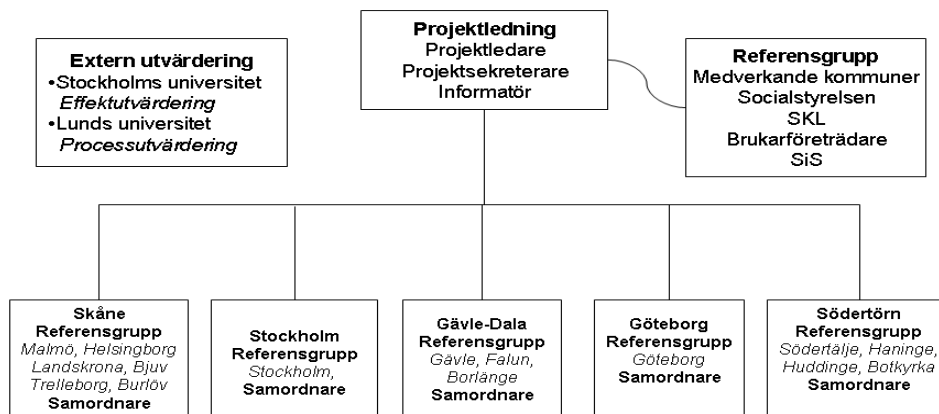 Extern utvärdering
•Stockholms universitet
Effektutvärdering
•Lunds universitet
Processutvärdering
Projektledning
Projektledare
Projektsekreterare
Informatör
Referensgrupp
Medverkande kommuner
Socialstyrelsen
SKL
Brukarföreträdare
SiS
Skåne
Referensgrupp
Malmö, Helsingborg
Landskrona, Bjuv
Trelleborg, Burlöv
Samordnare
Stockholm
Referensgrupp
Stockholm,
Samordnare
Gävle-Dala
Referensgrupp
Gävle, Falun,
Borlänge
Samordnare
Göteborg
Referensgrupp
Göteborg
Samordnare
Södertörn
Referensgrupp
Södertälje, Haninge,
Huddinge, Botkyrka
Samordnare